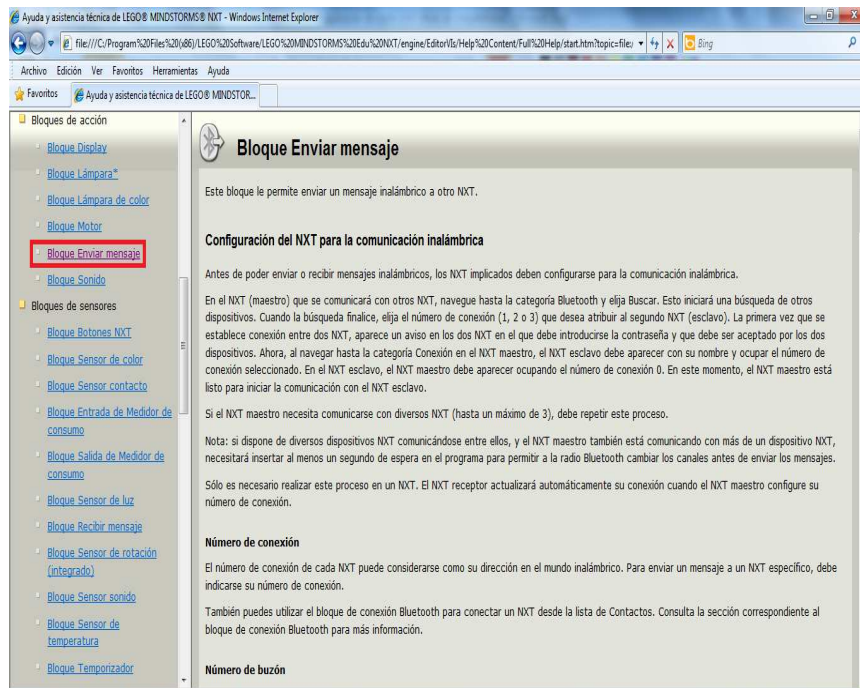 Ayuda y asistencia técnica de LEGO® MINDSTORMS® NXT - Windows Internet Explorer
file:///C:/Program%20Files%20(x86)/LEGO%20Software/LEGO%20MINDSTORMS%20Edu%20NXT/engine/EditorVIs/Help%20Content/Full%20Help/start.htm?topic=file:/
Bing
Archivo Edición Ver Favoritos Herramientas Ayuda
Favoritos
Ayuda y asistencia técnica de LEGO® MINDSTOR...
Bloques de acción
Bloque Display
Bloque Lámpara*
Bloque Lámpara de color
Bloque Motor
Bloque Enviar mensaje
Bloque Sonido
Bloques de sensores
Bloque Botones NXT
Bloque Sensor de color
Bloque Sensor contacto
Bloque Entrada de Medidor de
consumo
Bloque Salida de Medidor de
consumo
Bloque Sensor de luz
Bloque Recibir mensaje
Bloque Sensor de rotación
(integrado)
Bloque Sensor sonido
Bloque Sensor de
temperatura
Bloque Temporizador
Bloque Enviar mensaje
Este bloque le permite enviar un mensaje inalámbrico a otro NXT.
Configuración del NXT para la comunicación inalámbrica
Antes de poder enviar o recibir mensajes inalámbricos, los NXT implicados deben configurarse para la comunicación inalámbrica.
En el NXT (maestro) que se comunicará con otros NXT, navegue hasta la categoría Bluetooth y elija Buscar. Esto iniciará una búsqueda de otros
dispositivos. Cuando la búsqueda finalice, elija el número de conexión (1, 2 o 3) que desea atribuir al segundo NXT (esclavo). La primera vez que se
establece conexión entre dos NXT, aparece un aviso en los dos NXT en el que debe introducirse la contraseña y que debe ser aceptado por los dos
dispositivos. Ahora, al navegar hasta la categoría Conexión en el NXT maestro, el NXT esclavo debe aparecer con su nombre y ocupar el número de
conexión seleccionado. En el NXT esclavo, el NXT maestro debe aparecer ocupando el número de conexión 0. En este momento, el NXT maestro está
listo para iniciar la comunicación con el NXT esclavo.
Si el NXT maestro necesita comunicarse con diversos NXT (hasta un máximo de 3), debe repetir este proceso.
Nota: si dispone de diversos dispositivos NXT comunicándose entre ellos, y el NXT maestro también está comunicando con más de un dispositivo NXT,
necesitará insertar al menos un segundo de espera en el programa para permitir a la radio Bluetooth cambiar los canales antes de enviar los mensajes.
Sólo es necesario realizar este proceso en un NXT. El NXT receptor actualizará automáticamente su conexión cuando el NXT maestro configure su
número de conexión.
Número de conexión
El número de conexión de cada NXT puede considerarse como su dirección en el mundo inalámbrico. Para enviar un mensaje a un NXT específico, debe
indicarse su número de conexión.
También puedes utilizar el bloque de conexión Bluetooth para conectar un NXT desde la lista de Contactos. Consulta la sección correspondiente al
bloque de conexión Bluetooth para más información.
Número de buzón